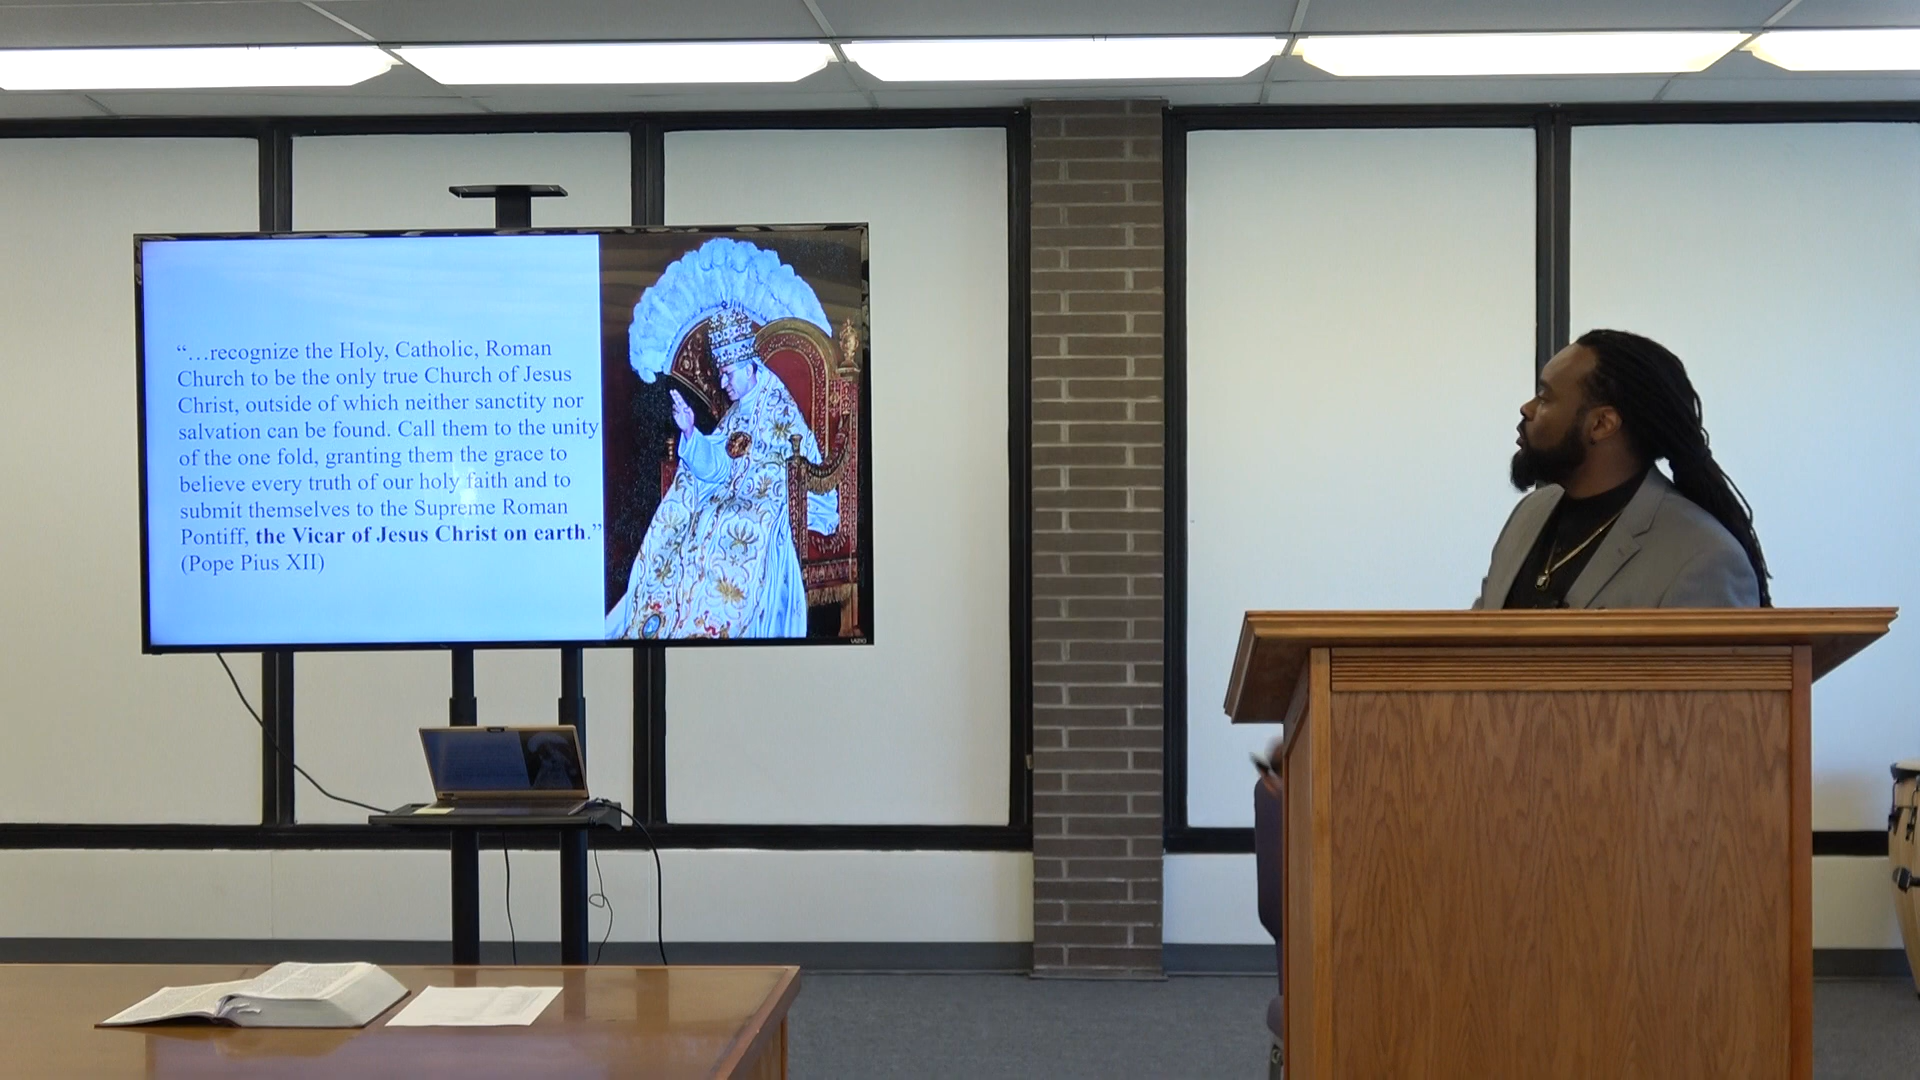 “…recognize the Holy, Catholic, Roman
Church to be the only true Church of Jesus
Christ, outside of which neither sanctity nor
salvation can be found. Call them to the unity
of the one fold, granting them the grace to
believe every truth of our holy faith and to
submit themselves to the Supreme Roman
Pontiff, the Vicar of Jesus Christ on earth.”
(Pope Pius XII)
VIZIO